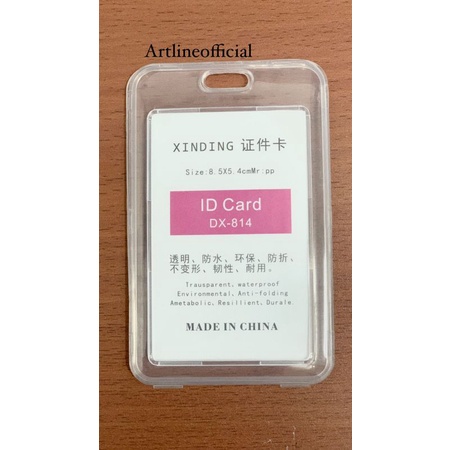 Artlineofficial
XINDING 证件卡
Size:8.5X5.4cmMr:pp
ID Card
DX-814
透明、防水、环保、防折、
不变形、韧性、耐用。
Trausparent,waterproof
Environmental, Anti-folding
Ametabolic, Resillient, Durale.
MADE IN CHINA